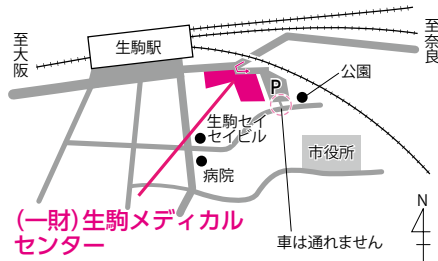 至大阪
生駒駅
至奈良
P
公園
生駒セイ
セイビル
病院
市役所
(一財)生駒メディカル
センター
車は通れません
N